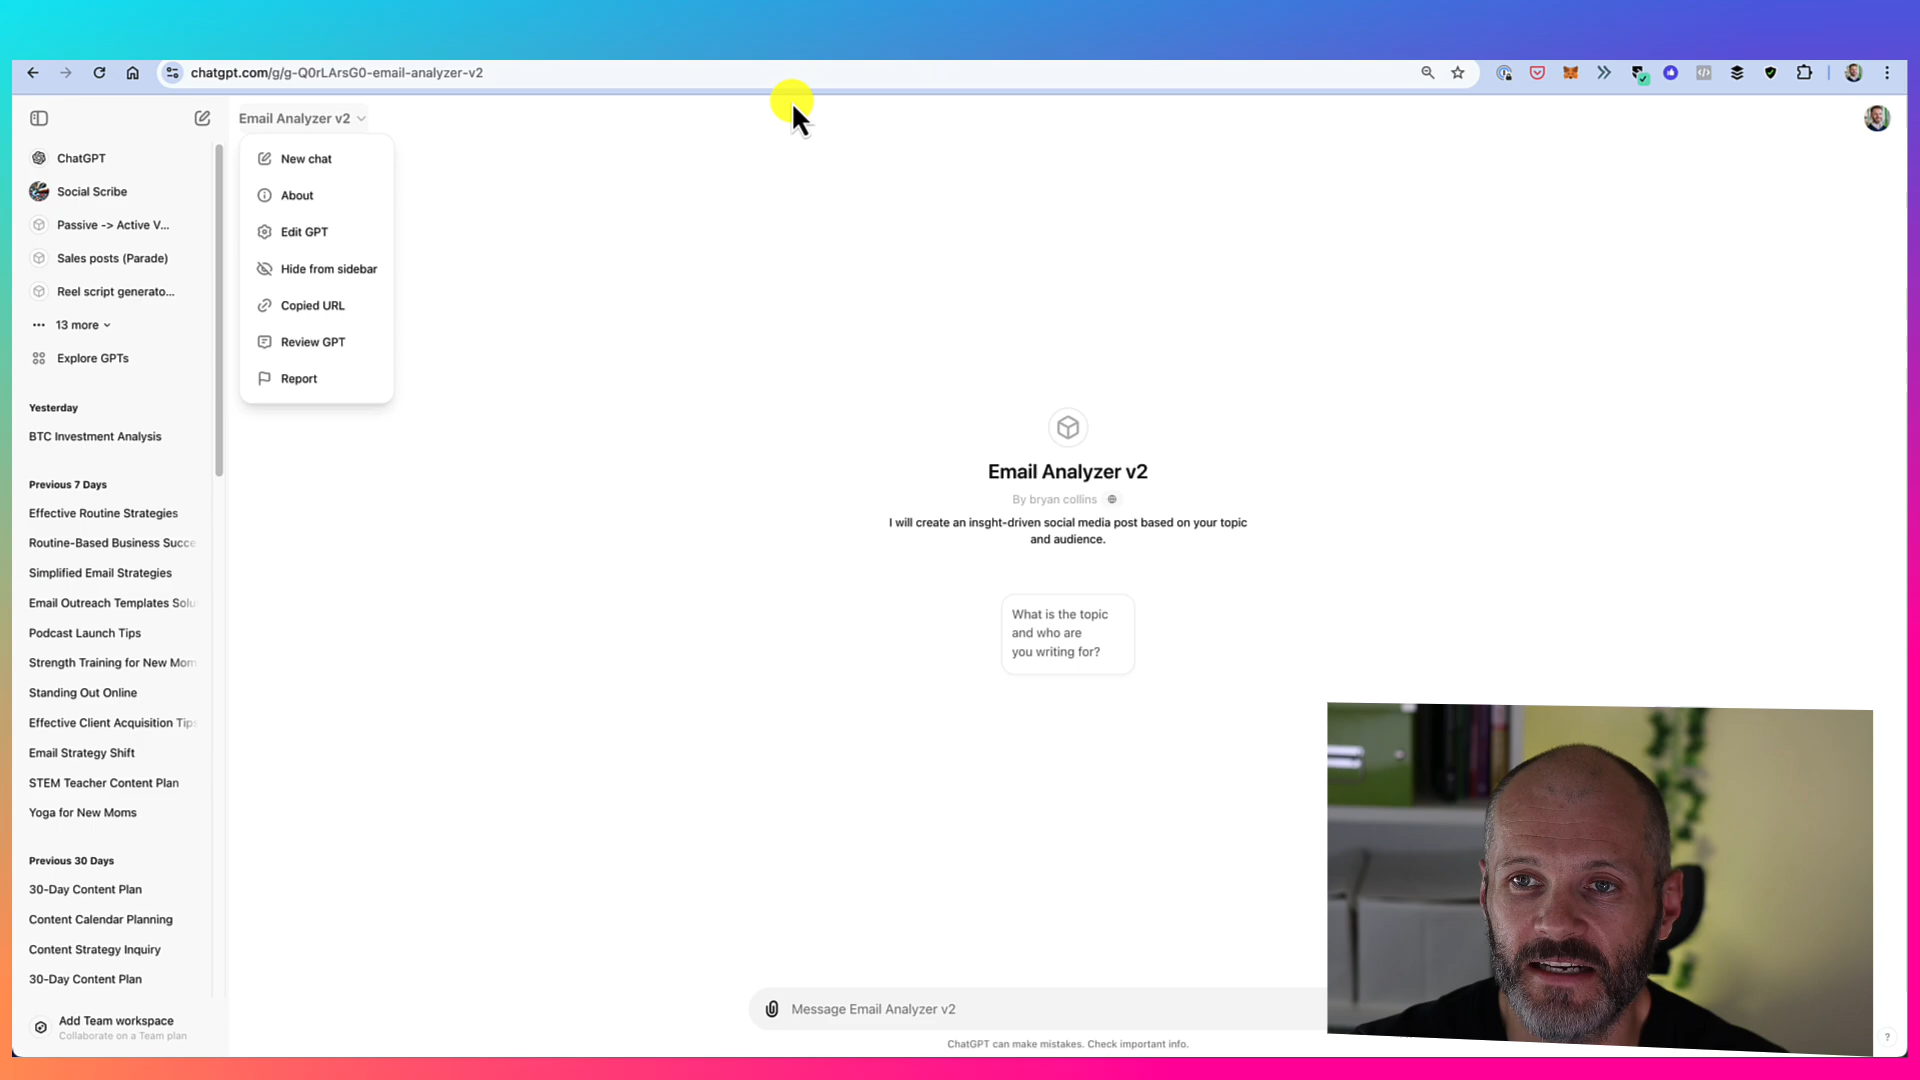 chatgpt.com/g/g-Q0rLArsG0-email-analyzer-v2
Email Analyzer v2
ChatGPT
Social Scribe
Passive -> Active V...
Sales posts (Parade)
Reel script generato...
13 more
Explore GPTs
Yesterday
BTC Investment Analysis
Previous 7 Days
Effective Routine Strategies
Routine-Based Business Succe
Simplified Email Strategies
Email Outreach Templates Solu
Podcast Launch Tips
Strength Training for New Mom
Standing Out Online
Effective Client Acquisition Tips
Email Strategy Shift
STEM Teacher Content Plan
Yoga for New Moms
Previous 30 Days
30-Day Content Plan
Content Calendar Planning
Content Strategy Inquiry
30-Day Content Plan
Add Team workspace
Collaborate on a Team plan
New chat
About
Edit GPT
Hide from sidebar
Copied URL
Review GPT
Report
Email Analyzer v2
By bryan collins
I will create an insght-driven social media post based on your topic
and audience.
What is the topic
and who are
you writing for?
Message Email Analyzer v2
ChatGPT can make mistakes. Check important info.
?